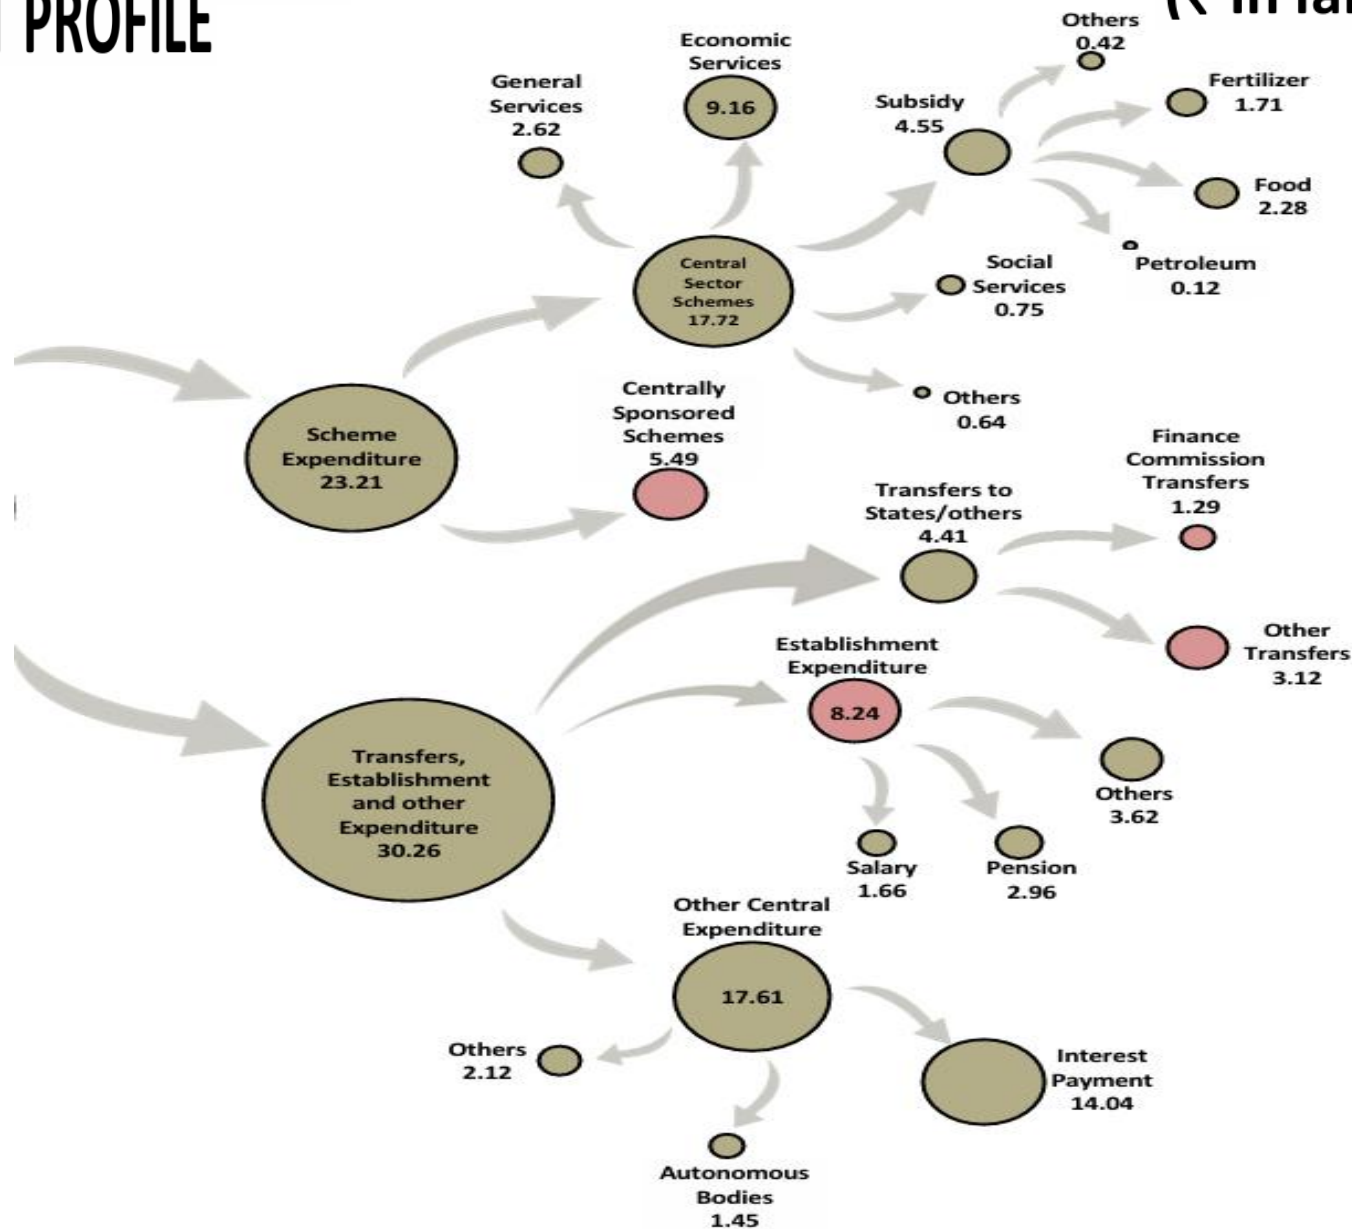 PROFILE
(₹ in
Others
0.42
Economic
Services
9.16
General
Services
2.62
Subsidy
4.55
Fertilizer
1.71
Food
2.28
Petroleum
0.12
Central
Sector
Schemes
17.72
Social
Services
0.75
Others
0.64
Scheme
Expenditure
23.21
Centrally
Sponsored
Schemes
5.49
Finance
Commission
Transfers
1.29
Transfers to
States/others
4.41
Other
Transfers
3.12
Establishment
Expenditure
8.24
Others
3.62
Salary
1.66
Pension
2.96
Transfers,
Establishment
and other
Expenditure
30.26
Other Central
Expenditure
17.61
Others
2.12
Interest
Payment
14.04
Autonomous
Bodies
1.45